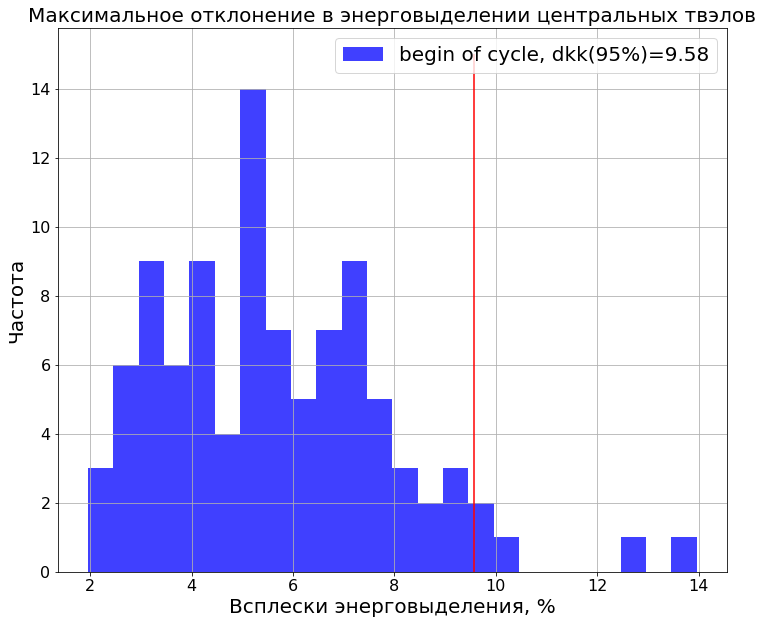 Максимальное отклонение в энерговыделении центральных твэлов
begin of cycle, dkk(95%)=9.58
14
12
10
8
6
4
2
0
Частота
2 4 6 8 10 12 14
Всплески энерговыделения, %